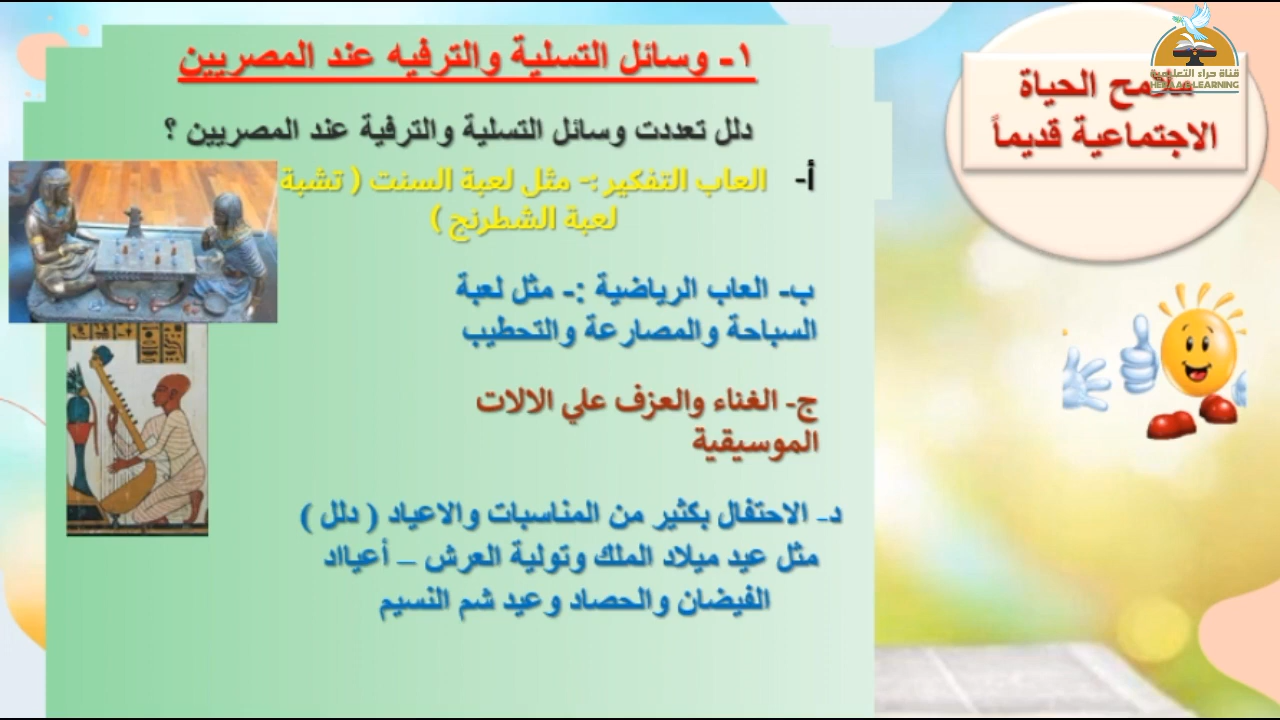 قناة حراء التعليمية
HERAA E-LEARNING
ملامح الحياة
الاجتماعية قديماً
١- وسائل التسلية والترفيه عند المصريين
دلل تعددت وسائل التسلية والترفية عند المصريين ؟
أ- العاب التفكير :- مثل لعبة السنت ( تشبة
لعبة الشطرنج )
ب- العاب الرياضية :- مثل لعبة
السباحة والمصارعة والتحطيب
ج- الغناء والعزف علي الالات
الموسيقية
د- الاحتفال بكثير من المناسبات والاعياد ( دلل )
مثل عيد ميلاد الملك وتولية العرش – أعيااد
الفيضان والحصاد وعيد شم النسيم